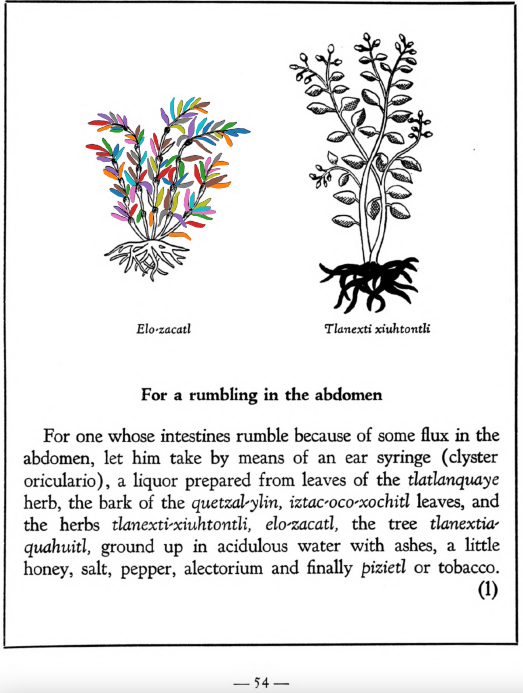 Elo-zacatl
Tlanexti xiuhtontli
For a rumbling in the abdomen
For one whose intestines rumble because of some flux in the
abdomen, let him take by means of an ear syringe (clyster
oriculario), a liquor prepared from leaves of the tlatlanquaye
herb, the bark of the quetzal-ylin, iztac-oco-xochitl leaves, and
the herbs tlanexti-xiuhtontli, elo-zacatl, the tree tlanextia-
quahuitl, ground up in acidulous water with ashes, a little
honey, salt, pepper, alectorium and finally pizietl or tobacco.
(1)
— 54 —